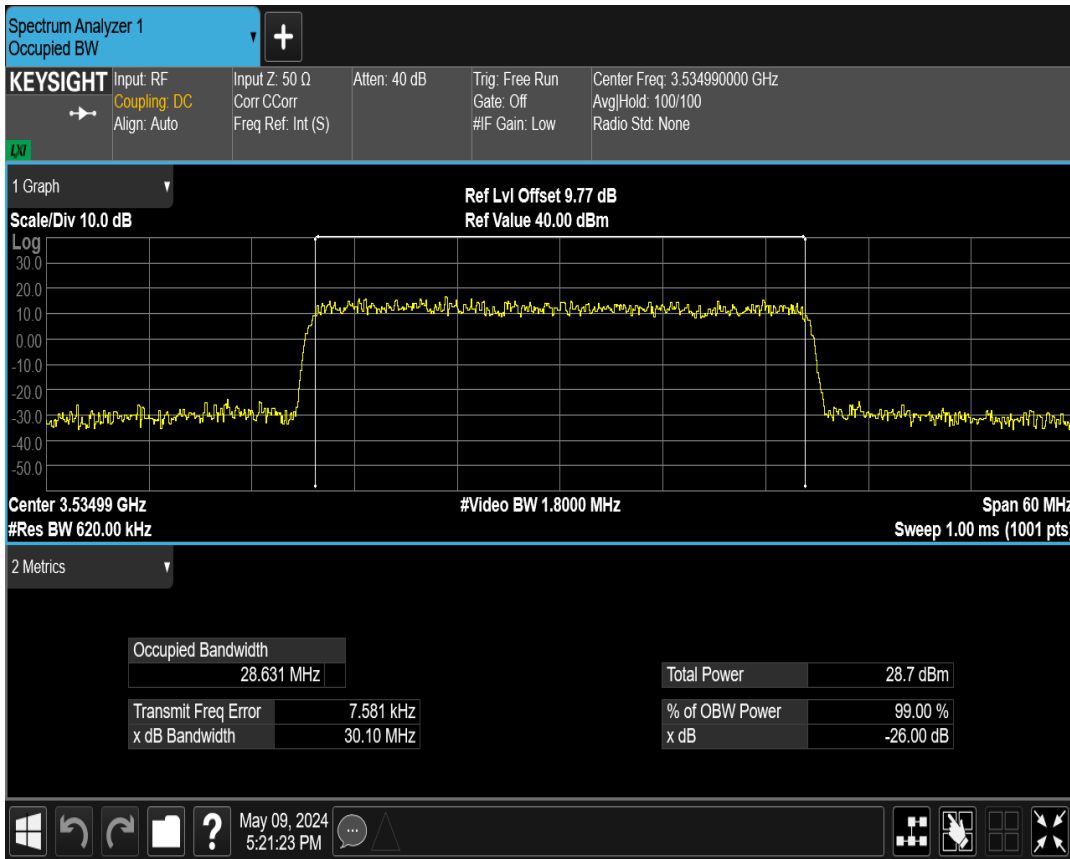 Spectrum Analyzer 1
Occupied BW
KEYSIGHT
LXI
Input: RF
Coupling: DC
Align: Auto
Input Z: 50 Ω
Corr CCorr
Freq Ref: Int (S)
Atten: 40 dB
Trig: Free Run
Gate: Off
#IF Gain: Low
Center Freq: 3.534990000 GHz
Avg|Hold: 100/100
Radio Std: None
1 Graph
Scale/Div 10.0 dB
Ref Lvl Offset 9.77 dB
Ref Value 40.00 dBm
Log
30.0
20.0
10.0
0.00
-10.0
-20.0
-30.0
-40.0
-50.0
Center 3.53499 GHz
#Video BW 1.8000 MHz
Span 60 MHz
#Res BW 620.00 kHz
Sweep 1.00 ms (1001 pts)
2 Metrics
Occupied Bandwidth
28.631 MHz
Total Power 28.7 dBm
Transmit Freq Error 7.581 kHz
% of OBW Power 99.00 %
x dB Bandwidth 30.10 MHz
x dB -26.00 dB
?
May 09, 2024
5:21:23 PM